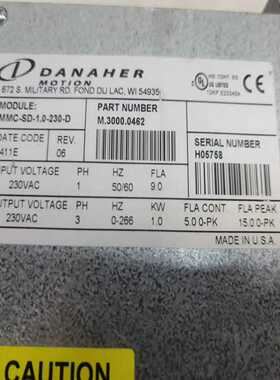 DANAHER
MOTION
672 S. MILITARY RD. FOND DU LAC, WI 54935
UL US LISTED
MODULE:
MMC-SD-1.0-230-D
PART NUMBER
M.3000.0462
DATE CODE
411E
REV.
06
SERIAL NUMBER
H05758
INPUT VOLTAGE PH HZ FLA
230VAC 1 50/60 9.0
OUTPUT VOLTAGE PH HZ KW FLA CONT. FLA PEAK
230VAC 3 0-266 1.0 5.0 0-PK 15.0 0-PK
MADE IN U.S.A.
CAUTION